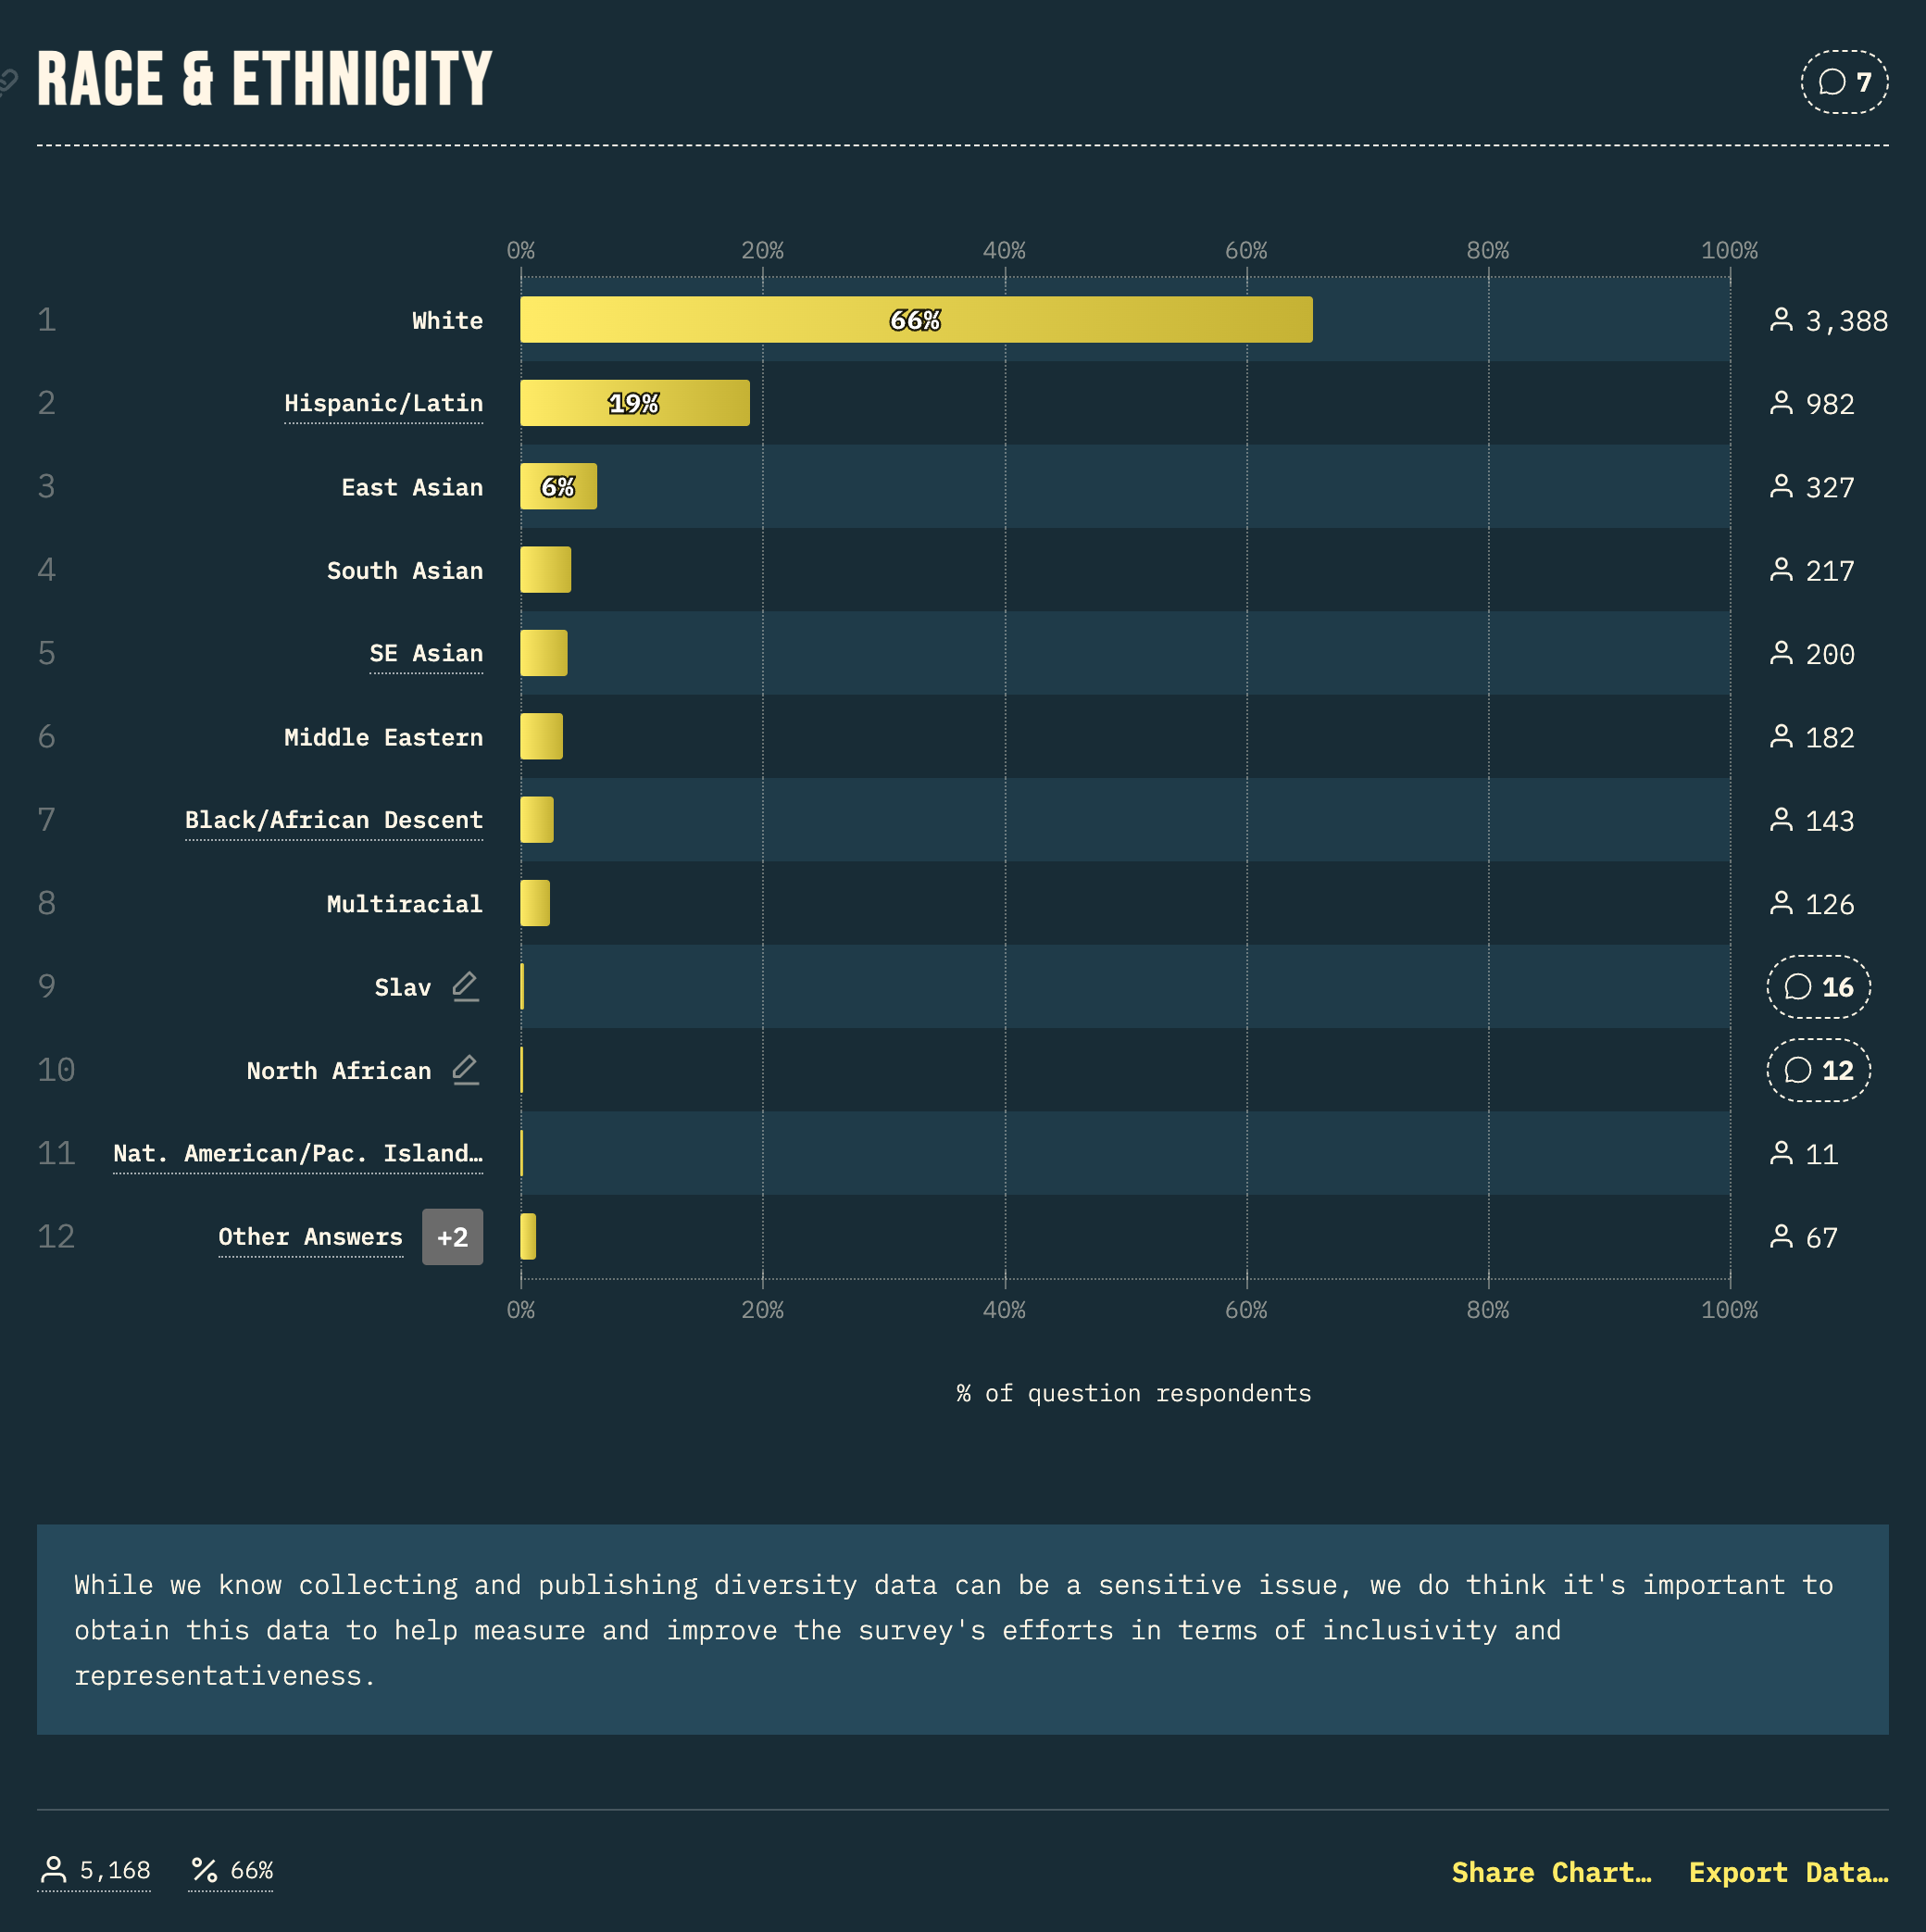 RACE & ETHNICITY
7
0% 20% 40% 60% 80% 100%
1 White 66% 3,388
2 Hispanic/Latin 19% 982
3 East Asian 6% 327
4 South Asian 217
5 SE Asian 200
6 Middle Eastern 182
7 Black/African Descent 143
8 Multiracial 126
9 Slav 16
10 North African 12
11 Nat. American/Pac. Island… 11
12 Other Answers +2 67
0% 20% 40% 60% 80% 100%
% of question respondents
While we know collecting and publishing diversity data can be a sensitive issue, we do think it's important to
obtain this data to help measure and improve the survey's efforts in terms of inclusivity and
representativeness.
5,168 % 66% Share Chart… Export Data…